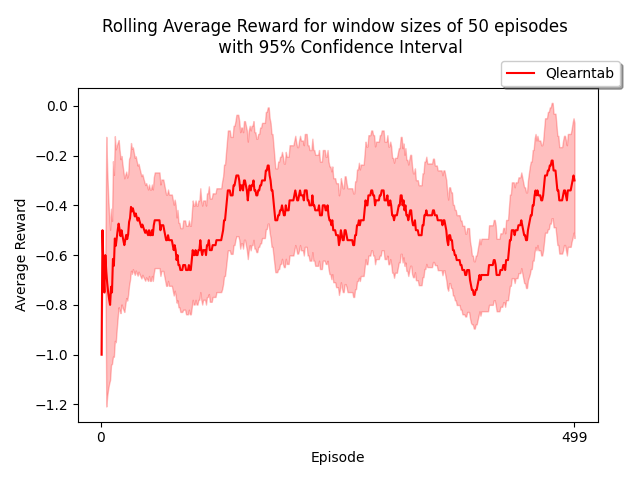 Rolling Average Reward for window sizes of 50 episodes
with 95% Confidence Interval
Qlearntab
0.0
−0.2
−0.4
−0.6
−0.8
−1.0
−1.2
Average Reward
0 499
Episode